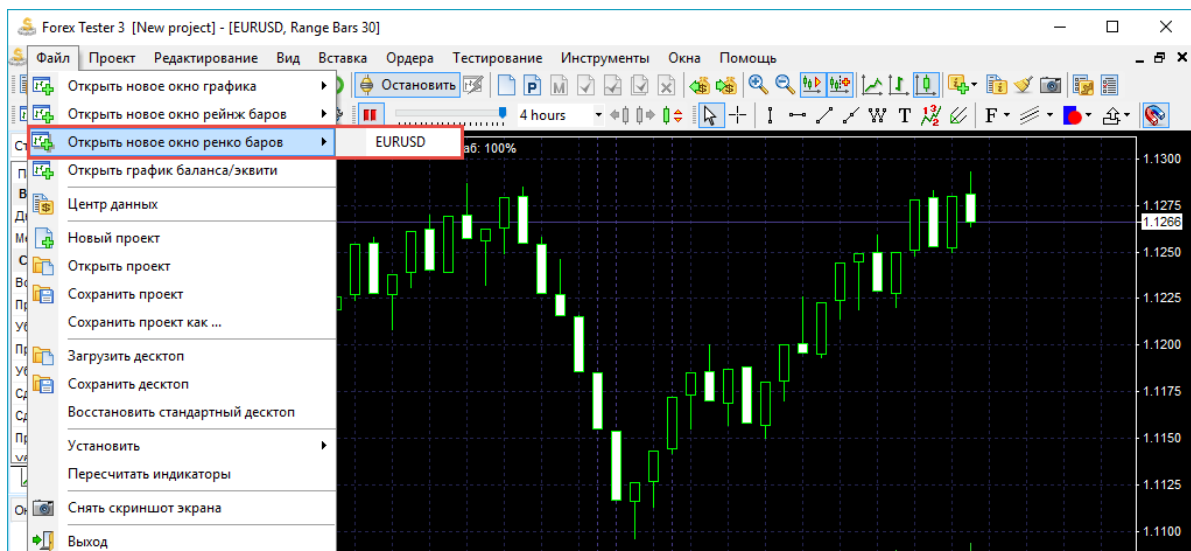 Forex Tester 3 [New project] - [EURUSD, Range Bars 30]
Файл Проект Редактирование Вид Вставка Ордера Тестирование Инструменты Окна Помощь
Остановить
4 hours
Открыть новое окно графика
Открыть новое окно рейнж баров
Открыть новое окно ренко баров
EURUSD
аб: 100%
Открыть график баланса/эквити
Центр данных
Новый проект
Открыть проект
Сохранить проект
Сохранить проект как ...
Загрузить десктоп
Сохранить десктоп
Восстановить стандартный десктоп
Установить
Пересчитать индикаторы
Снять скриншот экрана
Выход
1.1300
1.1275
1.1266
1.1250
1.1225
1.1200
1.1175
1.1150
1.1125
1.1100